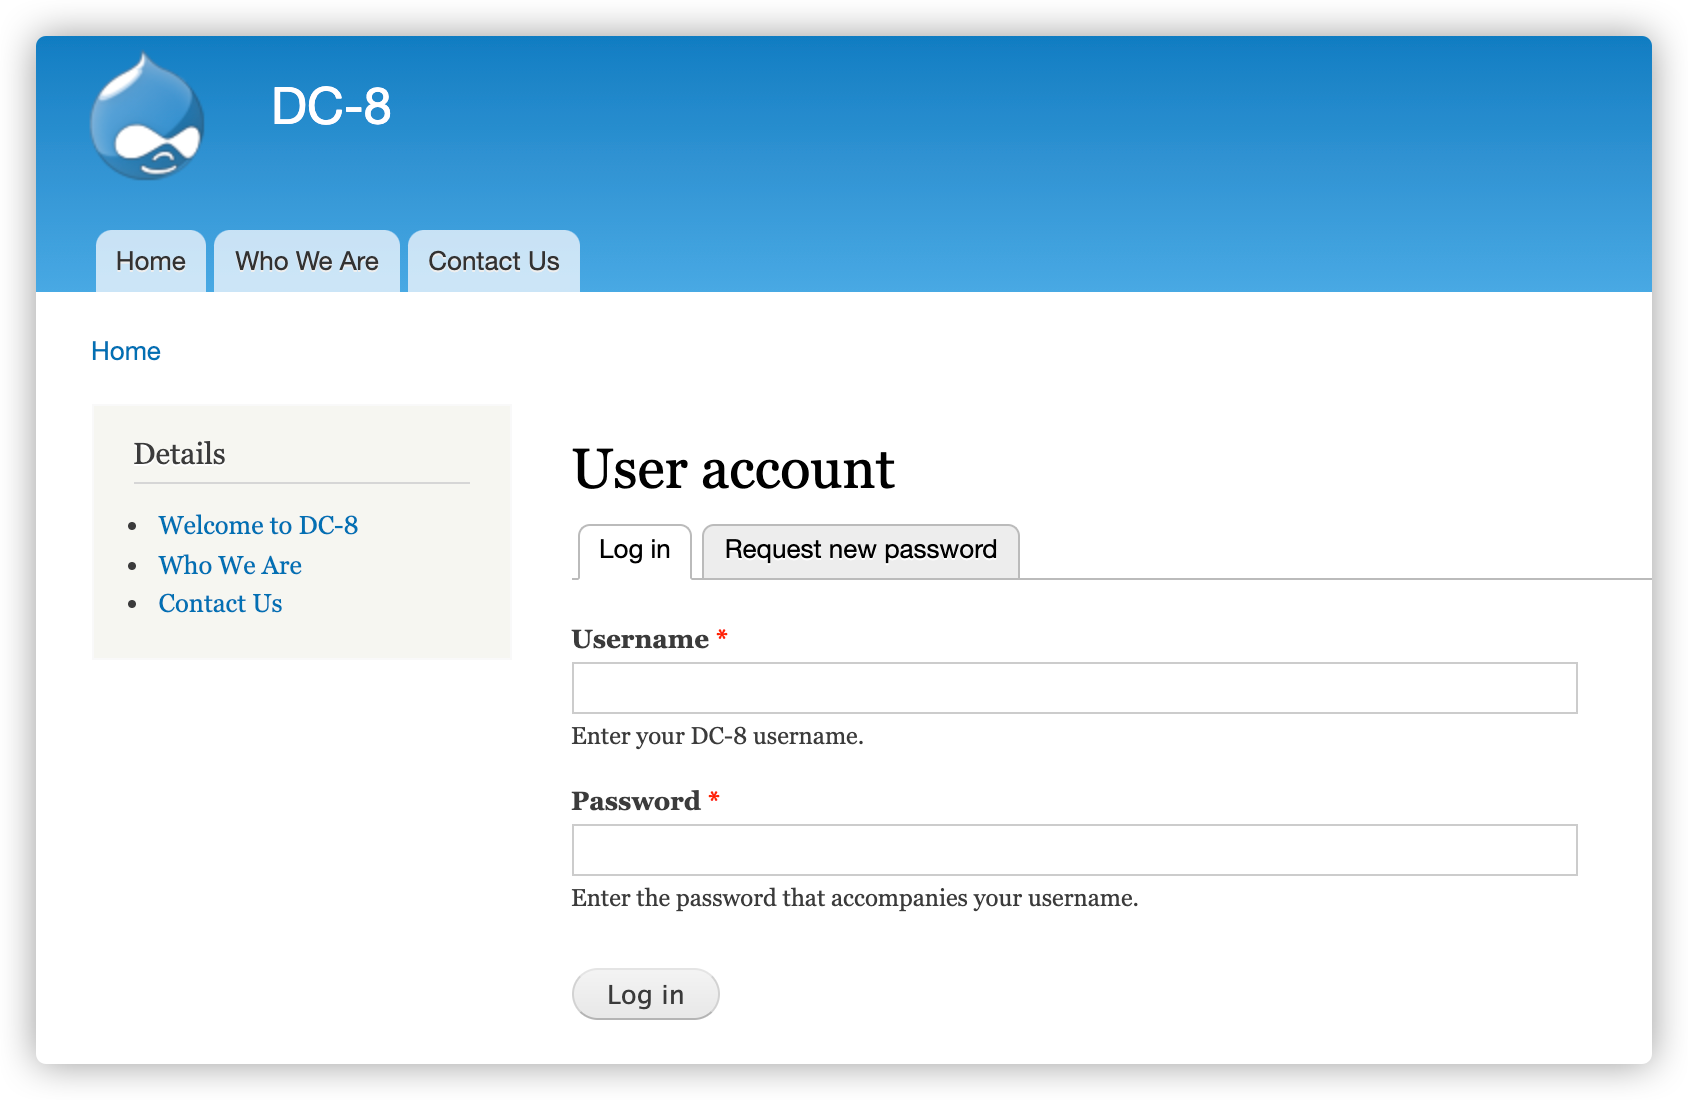 DC-8
Home
Who We Are
Contact Us
Home
Details
Welcome to DC-8
Who We Are
Contact Us
User account
Log in
Request new password
Username *
Enter your DC-8 username.
Password *
Enter the password that accompanies your username.
Log in